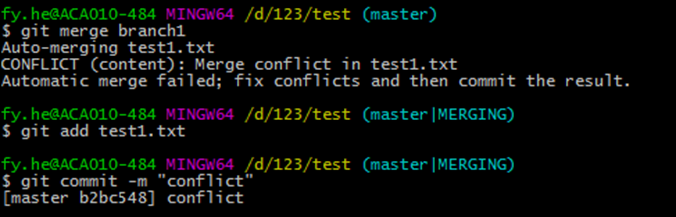 fy.he@ACA010-484 MINGW64 /d/123/test (master)
$ git merge branch1
Auto-merging test1.txt
CONFLICT (content): Merge conflict in test1.txt
Automatic merge failed; fix conflicts and then commit the result.
fy.he@ACA010-484 MINGW64 /d/123/test (master|MERGING)
$ git add test1.txt
fy.he@ACA010-484 MINGW64 /d/123/test (master|MERGING)
$ git commit -m "conflict"
[master b2bc548] conflict